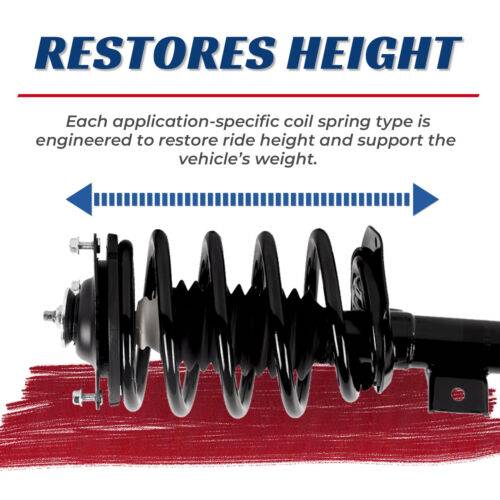 RESTORES HEIGHT
Each application-specific coil spring type is
engineered to restore ride height and support the
vehicle's weight.